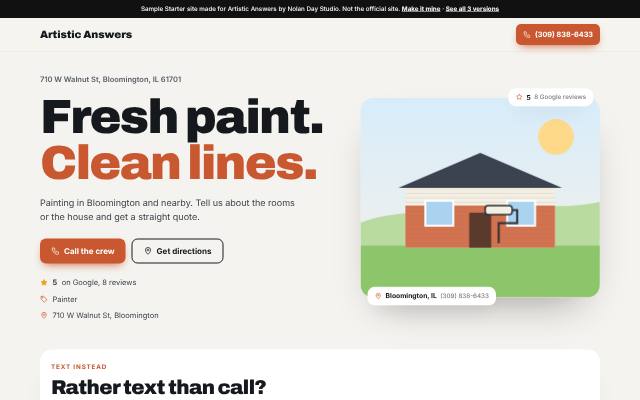 Sample Starter site made for Artistic Answers by Nolan Day Studio. Not the official site. Make it mine · See all 3 versions
Artistic Answers
(309) 838-6433
710 W Walnut St, Bloomington, IL 61701
Fresh paint.
Clean lines.
Painting in Bloomington and nearby. Tell us about the rooms
or the house and get a straight quote.
Call the crew
Get directions
5 on Google, 8 reviews
Painter
710 W Walnut St, Bloomington
5 8 Google reviews
Bloomington, IL (309) 838-6433
TEXT INSTEAD
Rather text than call?